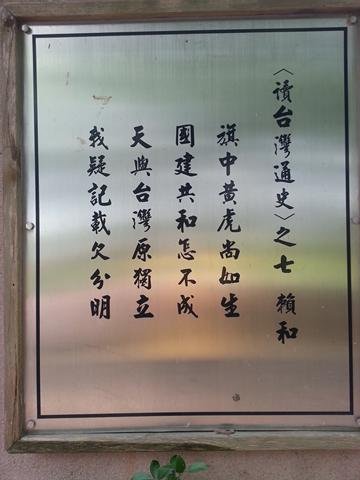 〈讀台灣通史〉之七 賴和
旗中黃虎尚如生
國建共和怎不成
天與台灣原獨立
我疑記載欠分明